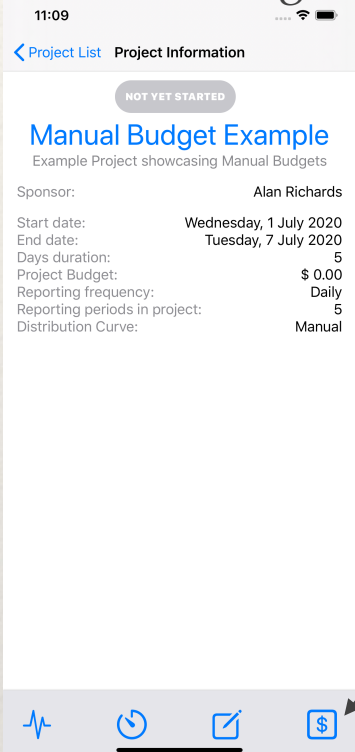 11:09
Project List Project Information
NOT YET STARTED
Manual Budget Example
Example Project showcasing Manual Budgets
Sponsor: Alan Richards
Start date: Wednesday, 1 July 2020
End date: Tuesday, 7 July 2020
Days duration: 5
Project Budget: $ 0.00
Reporting frequency: Daily
Reporting periods in project: 5
Distribution Curve: Manual
$